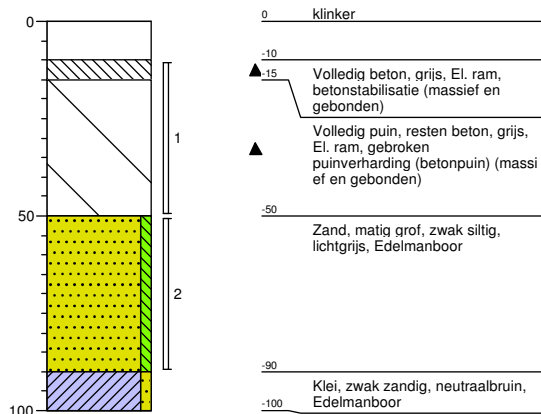 0
50
100
1
2
0
klinker
-10
Volledig beton, grijs, El. ram,
betonstabilisatie (massief en
gebonden)
-15
Volledig puin, resten beton, grijs,
El. ram, gebroken
puinverharding (betonpuin) (massi
ef en gebonden)
-50
Zand, matig grof, zwak siltig,
lichtgrijs, Edelmanboor
-90
Klei, zwak zandig, neutraalbruin,
Edelmanboor
-100